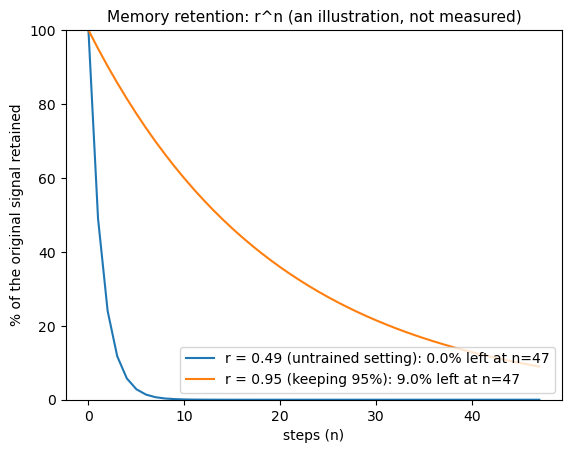 Memory retention: r^n (an illustration, not measured)
% of the original signal retained
100
80
60
40
20
0
r = 0.49 (untrained setting): 0.0% left at n=47
r = 0.95 (keeping 95%): 9.0% left at n=47
0 10 20 30 40
steps (n)